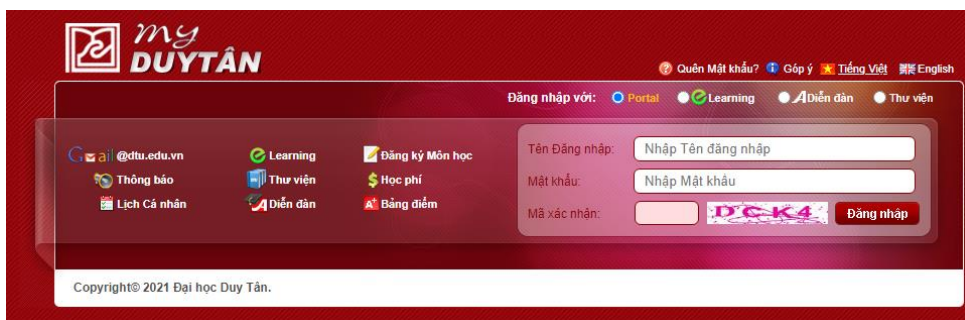 my
DUYTÂN
Quên Mật khẩu? Góp ý Tiếng Việt English
Đăng nhập với: Portal Learning Diễn đàn Thư viện
Gmail @dtu.edu.vn Learning Đăng ký Môn học
Thông báo Thư viện Học phí
Lịch Cá nhân Diễn đàn Bảng điểm
Tên Đăng nhập: Nhập Tên đăng nhập
Mật khẩu: Nhập Mật khẩu
Mã xác nhận: DCK4 Đăng nhập
Copyright© 2021 Đại học Duy Tân.